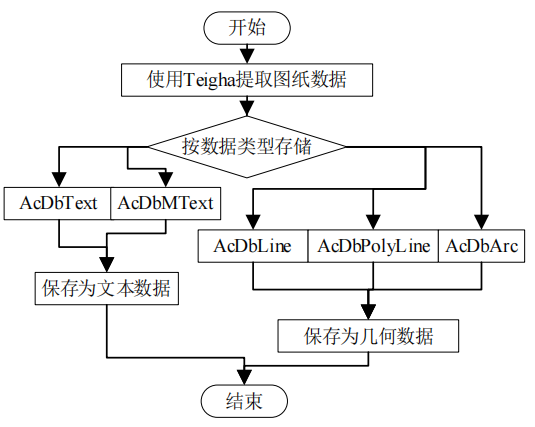 开始
使用Teigha提取图纸数据
按数据类型存储
AcDbText
AcDbMText
AcDbLine
AcDbPolyLine
AcDbArc
保存为文本数据
保存为几何数据
结束